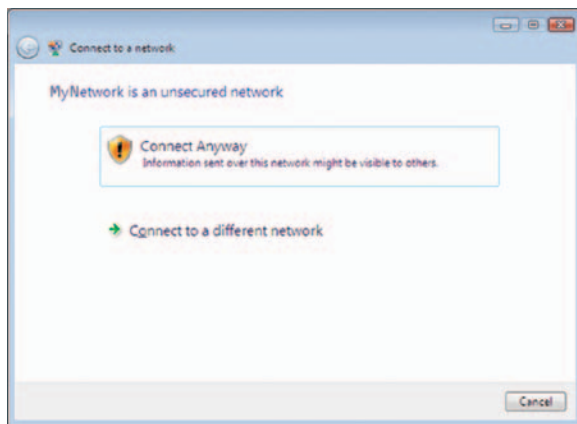 Connect to a network
MyNetwork is an unsecured network
Connect Anyway
Information sent over this network might be visible to others.
Connect to a different network
Cancel